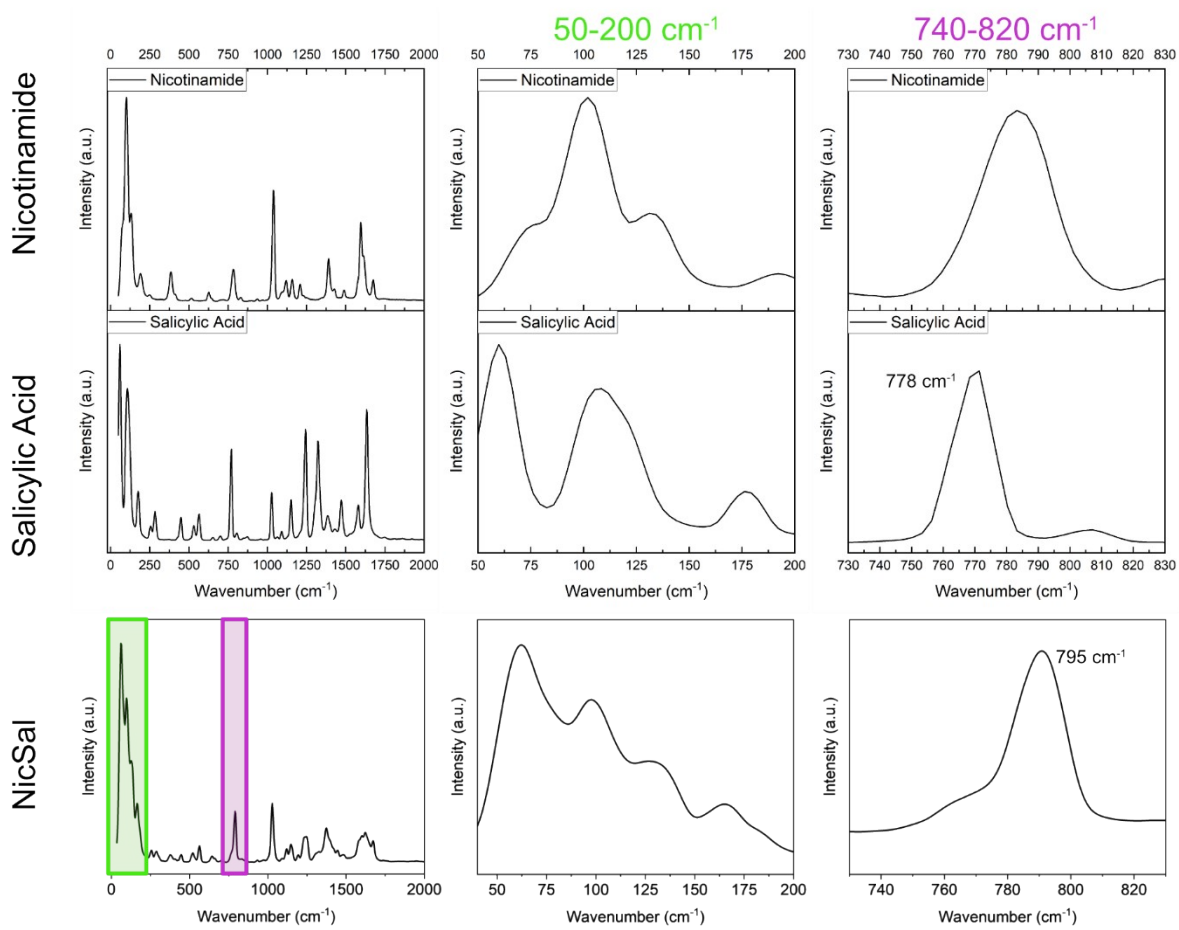 50-200 cm-1
740-820 cm-1
Nicotinamide
0 250 500 750 1000 1250 1500 1750 2000
Nicotinamide
Intensity (a.u.)
50 75 100 125 150 175 200
Nicotinamide
Intensity (a.u.)
730 740 750 760 770 780 790 800 810 820 830
Nicotinamide
Intensity (a.u.)
Salicylic Acid
Salicylic Acid
Intensity (a.u.)
0 250 500 750 1000 1250 1500 1750 2000
Wavenumber (cm-1)
Salicylic Acid
Intensity (a.u.)
50 75 100 125 150 175 200
Wavenumber (cm-1)
Salicylic Acid
778 cm-1
Intensity (a.u.)
730 740 750 760 770 780 790 800 810 820 830
Wavenumber (cm-1)
NicSal
Intensity (a.u.)
0 500 1000 1500 2000
Wavenumber (cm-1)
Intensity (a.u.)
50 75 100 125 150 175 200
Wavenumber (cm-1)
795 cm-1
Intensity (a.u.)
740 760 780 800 820
Wavenumber (cm-1)